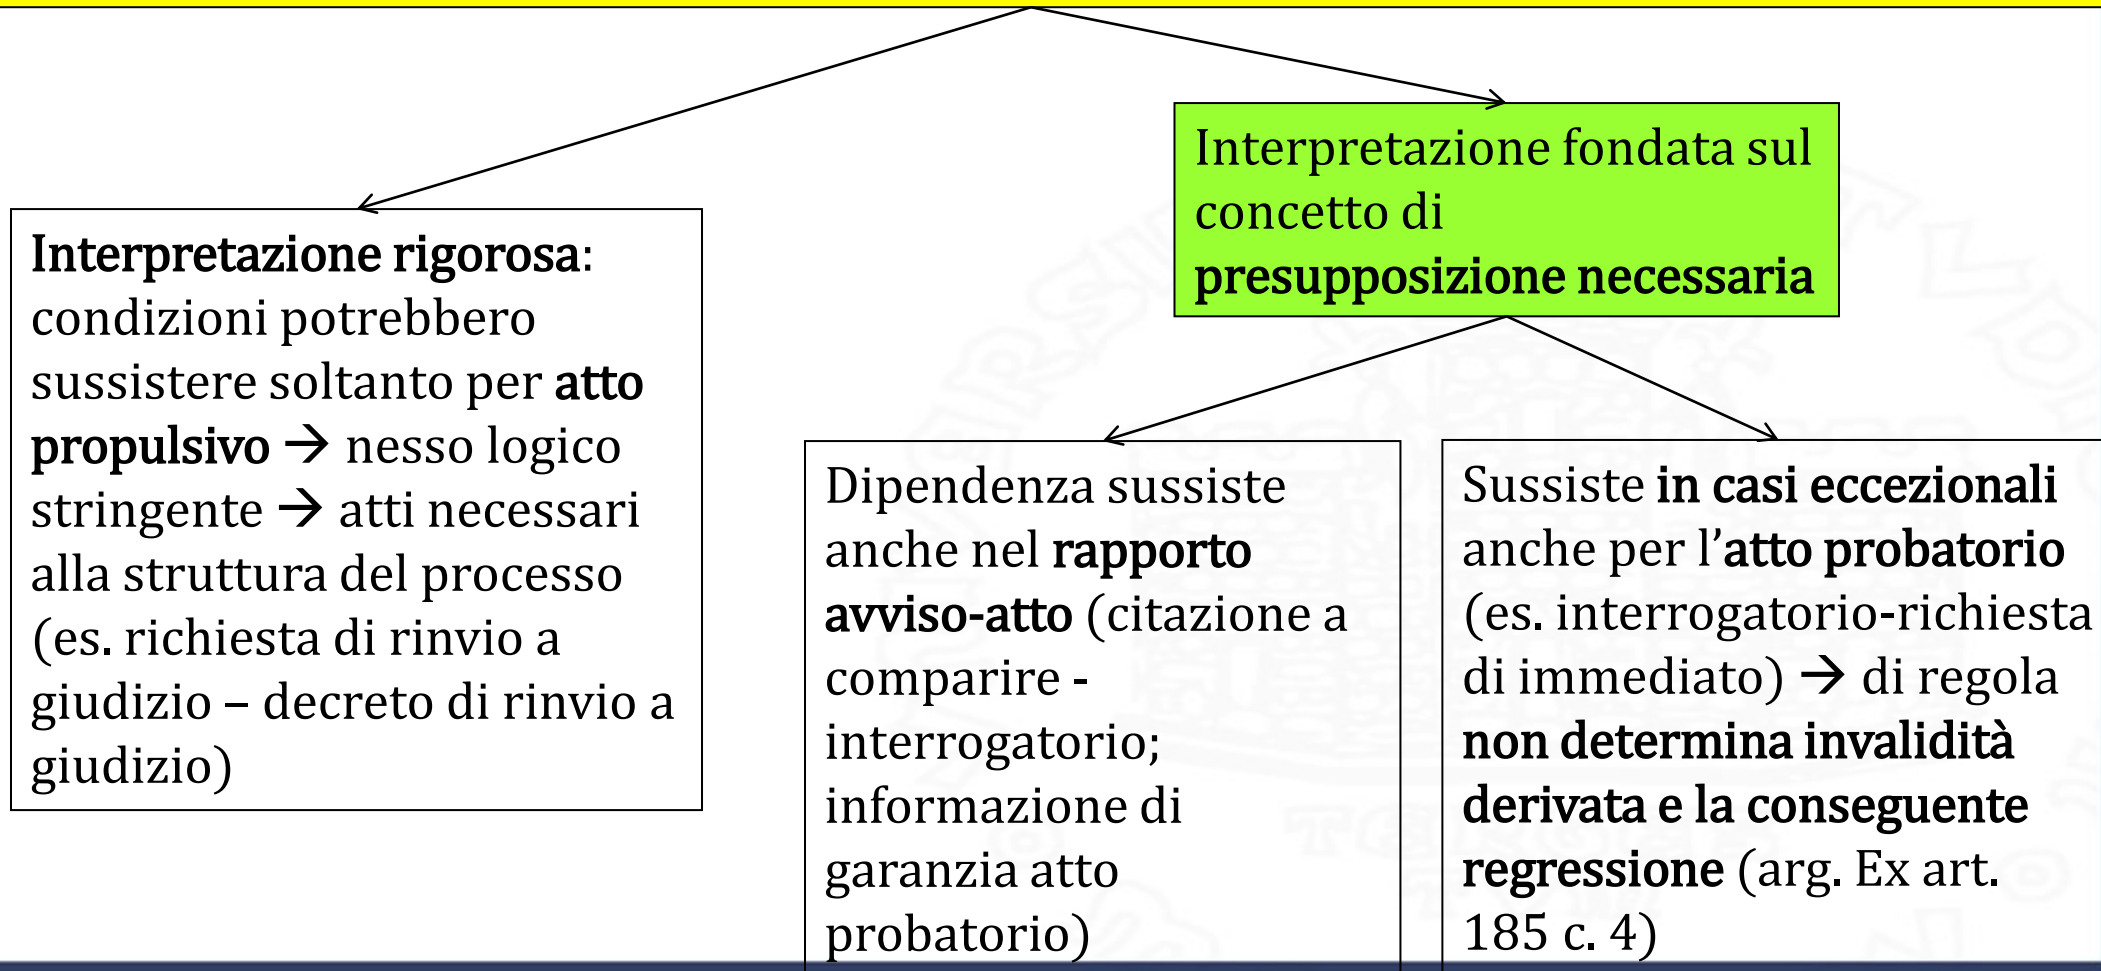 Interpretazione rigorosa:
condizioni potrebbero
sussistere soltanto per atto
propulsivo → nesso logico
stringente → atti necessari
alla struttura del processo
(es. richiesta di rinvio a
giudizio – decreto di rinvio a
giudizio)
Interpretazione fondata sul
concetto di
presupposizione necessaria
Dipendenza sussiste
anche nel rapporto
avviso-atto (citazione a
comparire -
interrogatorio;
informazione di
garanzia atto
probatorio)
Sussiste in casi eccezionali
anche per l’atto probatorio
(es. interrogatorio-richiesta
di immediato) → di regola
non determina invalidità
derivata e la conseguente
regressione (arg. Ex art.
185 c. 4)